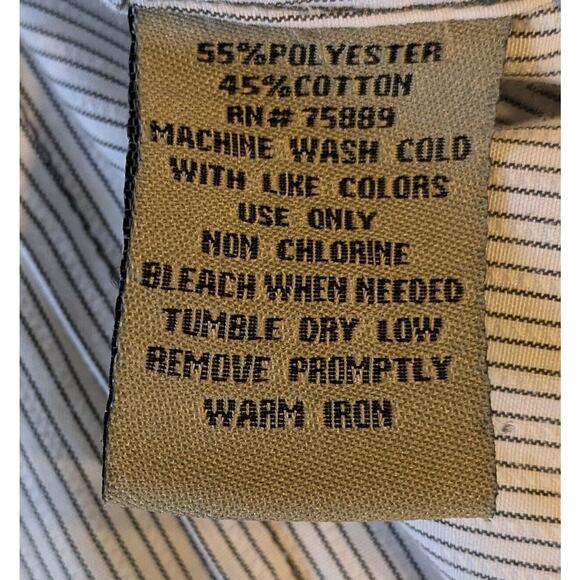 55%POLYESTER
45%COTTON
RN# 75889
MACHINE WASH COLD
WITH LIKE COLORS
USE ONLY
NON CHLORINE
BLEACH WHEN NEEDED
TUMBLE DRY LOW
REMOVE PROMPTLY
WARM IRON